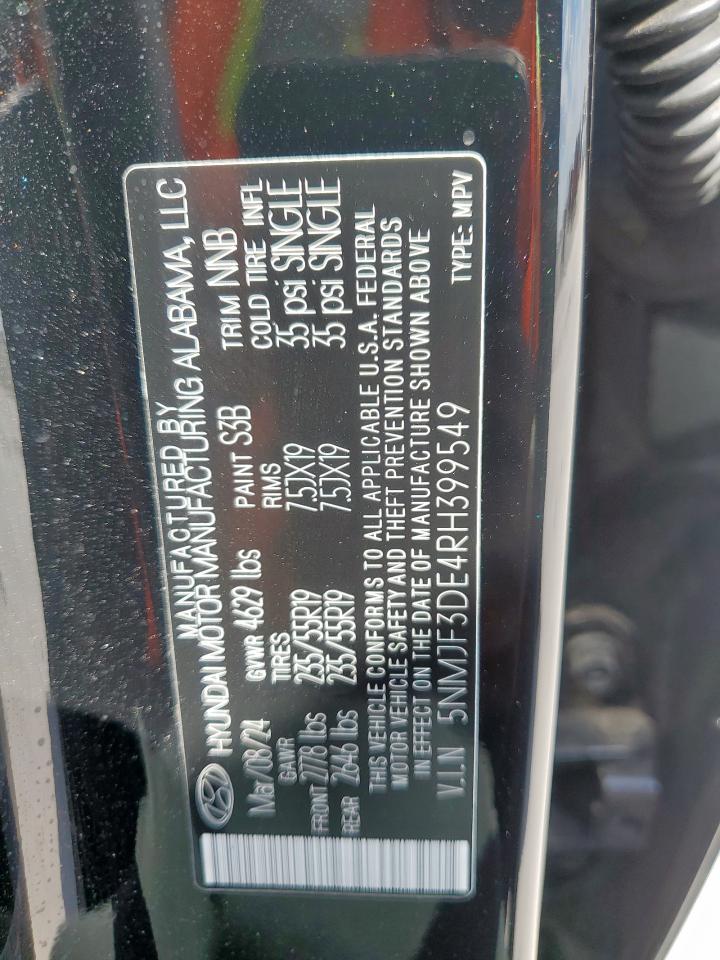 MANUFACTURED BY
HYUNDAI MOTOR MANUFACTURING ALABAMA, LLC
Mar/08/24 GVWR 4629 lbs PAINT S3B TRIM NNB
GAWR TIRES RIMS COLD TIRE INFL
FRONT 2778 lbs 235/55R19 7.5JX19 35 psi SINGLE
REAR 2646 lbs 235/55R19 7.5JX19 35 psi SINGLE
THIS VEHICLE CONFORMS TO ALL APPLICABLE U.S.A. FEDERAL
MOTOR VEHICLE SAFETY AND THEFT PREVENTION STANDARDS
IN EFFECT ON THE DATE OF MANUFACTURE SHOWN ABOVE
V.I.N 5NMJF3DE4RH399549 TYPE: MPV